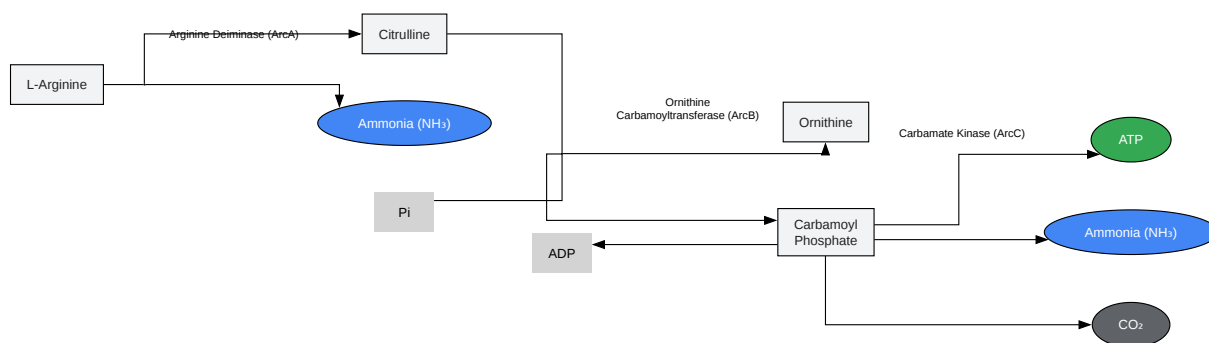 Arginine Deiminase (ArcA)
Citrulline
L-Arginine
Ammonia (NH₃)
Ornithine
Carbamoyltransferase (ArcB)
Ornithine
Carbamate Kinase (ArcC)
ATP
Pi
Carbamoyl
Phosphate
Ammonia (NH₃)
ADP
CO₂